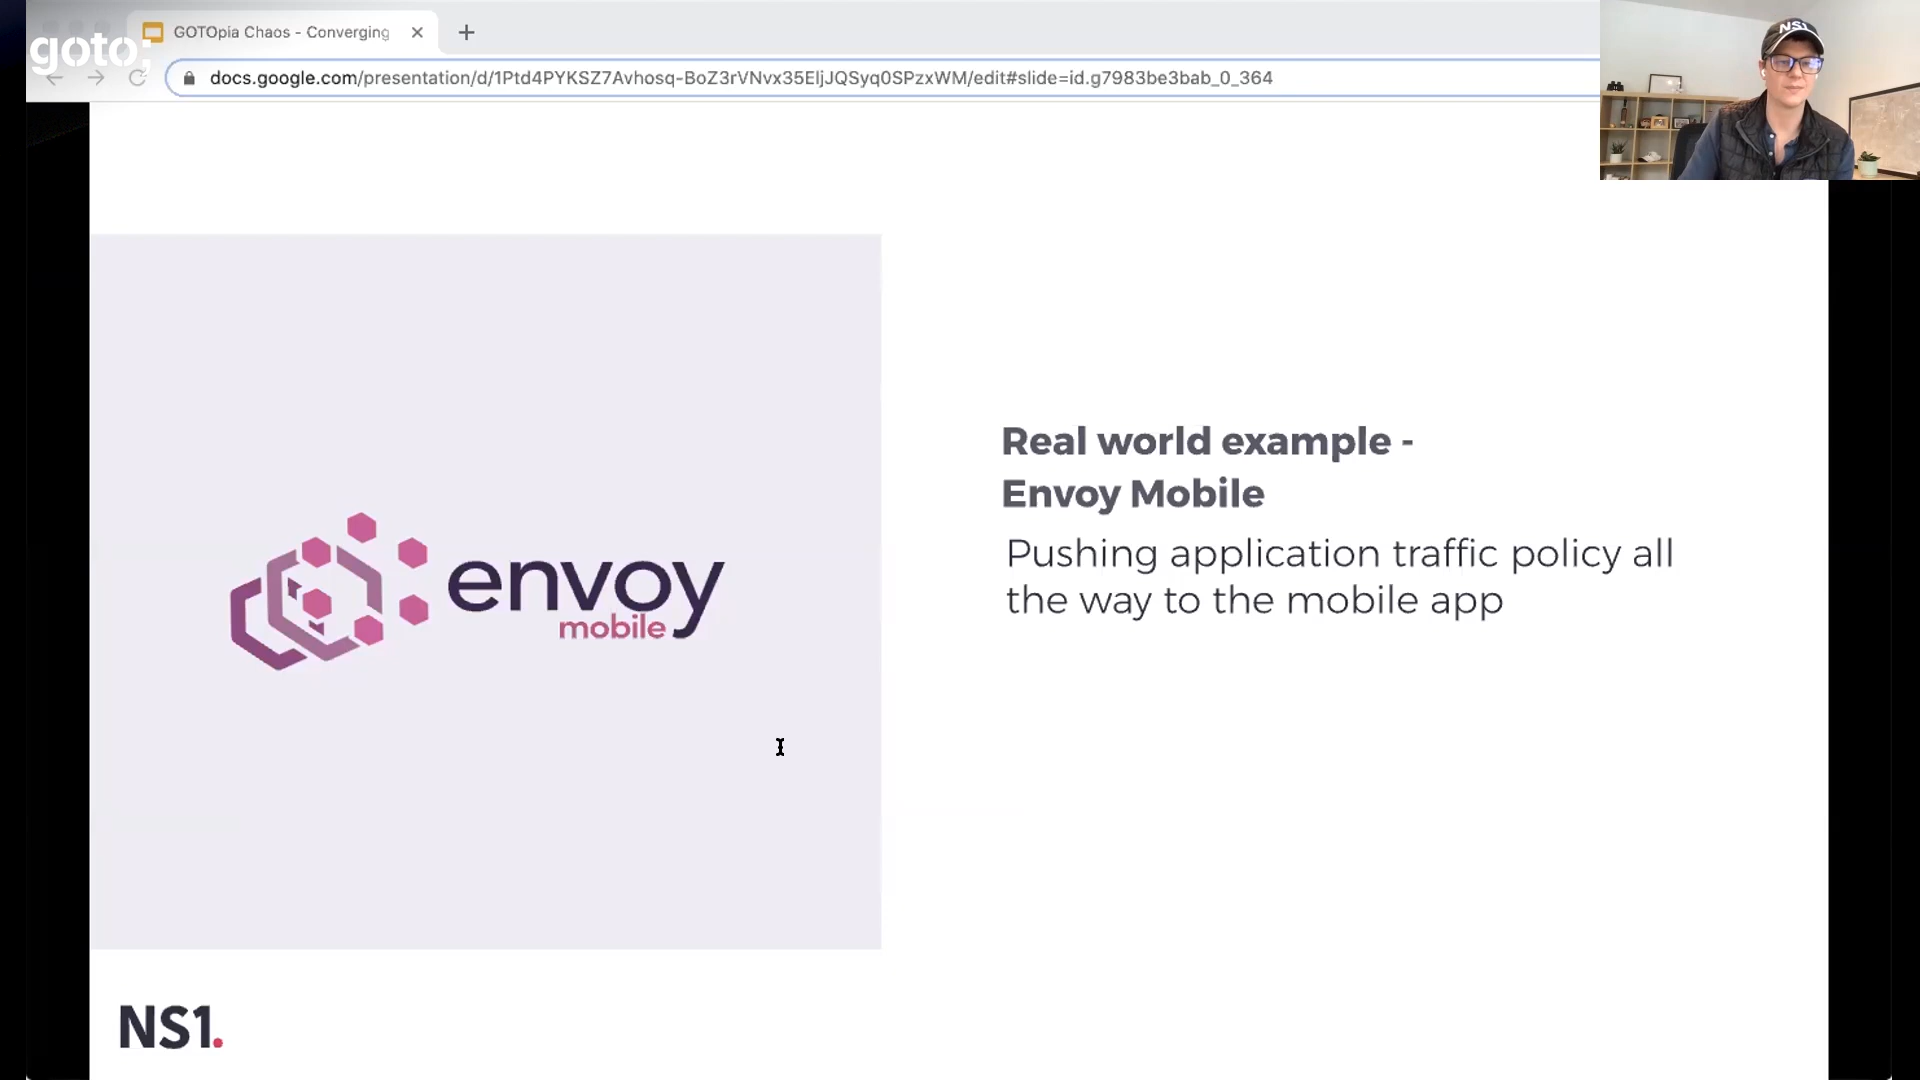 GOTOpia Chaos - Converging
goto;
docs.google.com/presentation/d/1Ptd4PYKSZ7Avhosq-BoZ3rVNvx35EljJQSyq0SPzxWM/edit#slide=id.g7983be3bab_0_364
NS1
Real world example -
Envoy Mobile
Pushing application traffic policy all
the way to the mobile app
envoy
mobile
NS1.